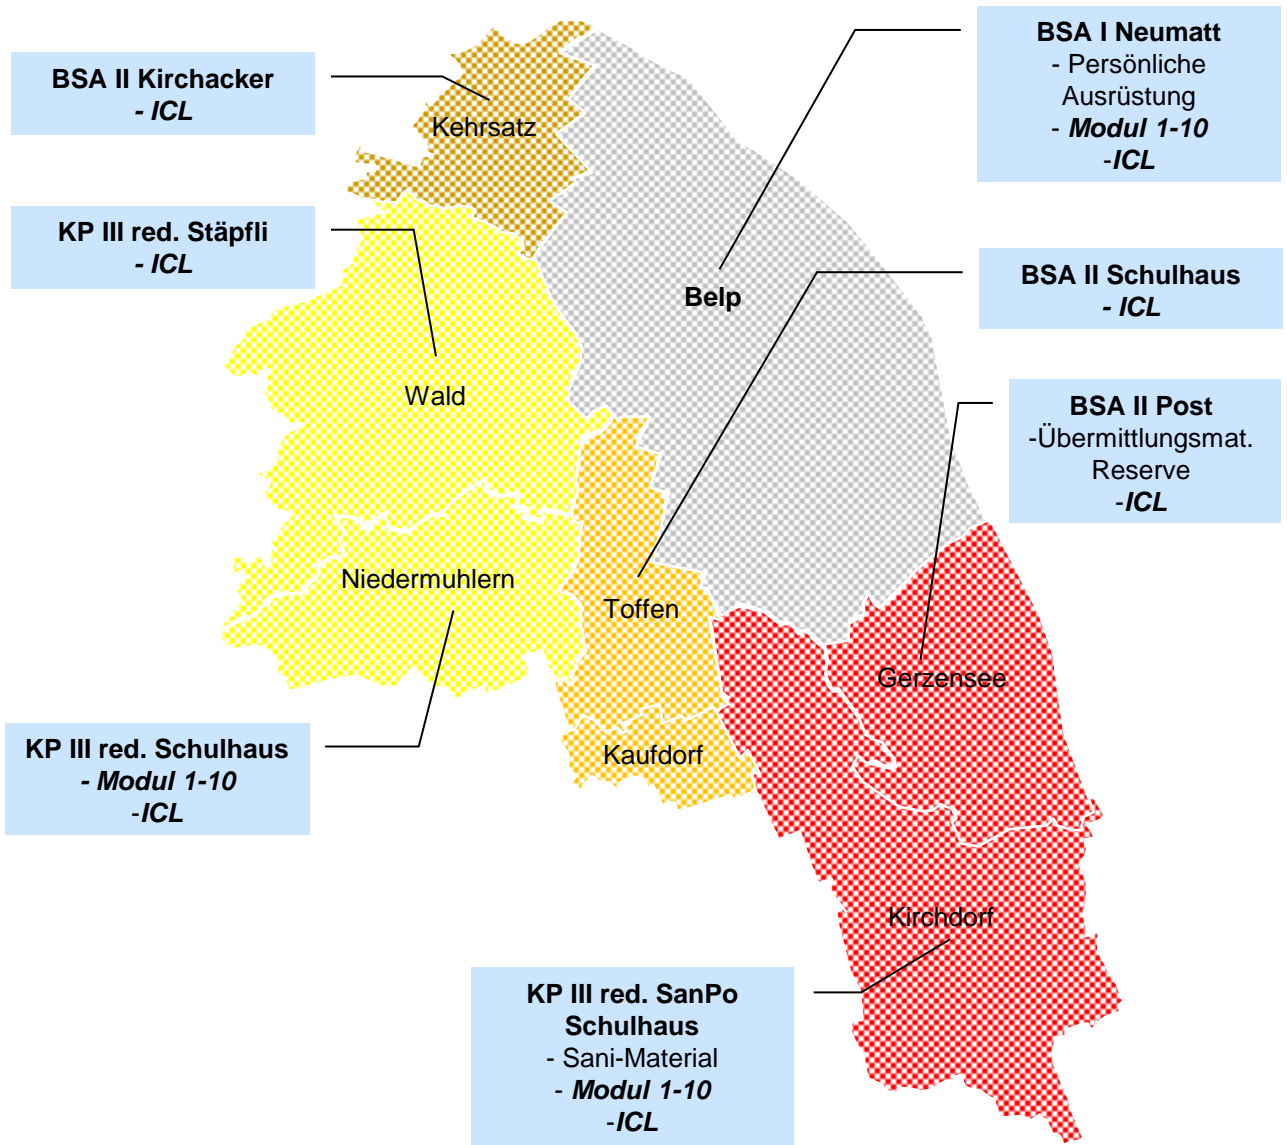 BSA I Neumatt
- Persönliche
Ausrüstung
- Modul 1-10
-ICL
BSA II Kirchacker
- ICL
Kehrsatz
KP III red. Stäpfli
- ICL
BSA II Schulhaus
- ICL
Belp
Wald
BSA II Post
-Übermittlungsmat.
Reserve
-ICL
Niedermuhlern
Toffen
Gerzensee
KP III red. Schulhaus
- Modul 1-10
-ICL
Kaufdorf
Kirchdorf
KP III red. SanPo
Schulhaus
- Sani-Material
- Modul 1-10
-ICL